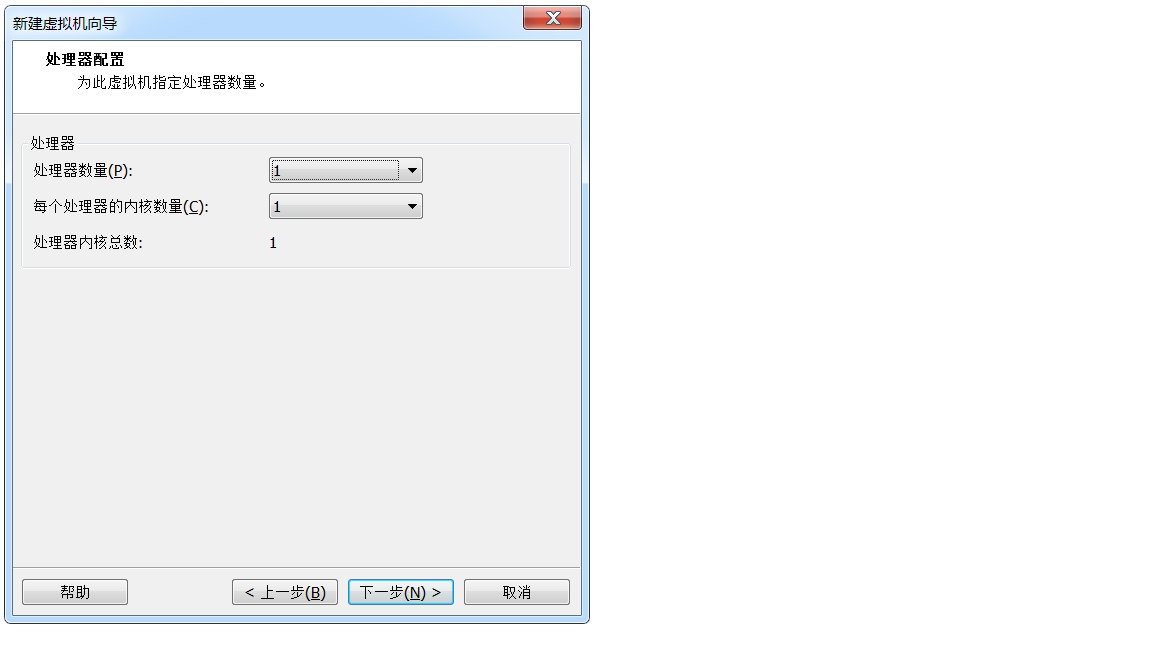 新建虚拟机向导
处理器配置
为此虚拟机指定处理器数量。
处理器
处理器数量(P): 1
每个处理器的内核数量(C): 1
处理器内核总数: 1
帮助 < 上一步(B) 下一步(N) > 取消